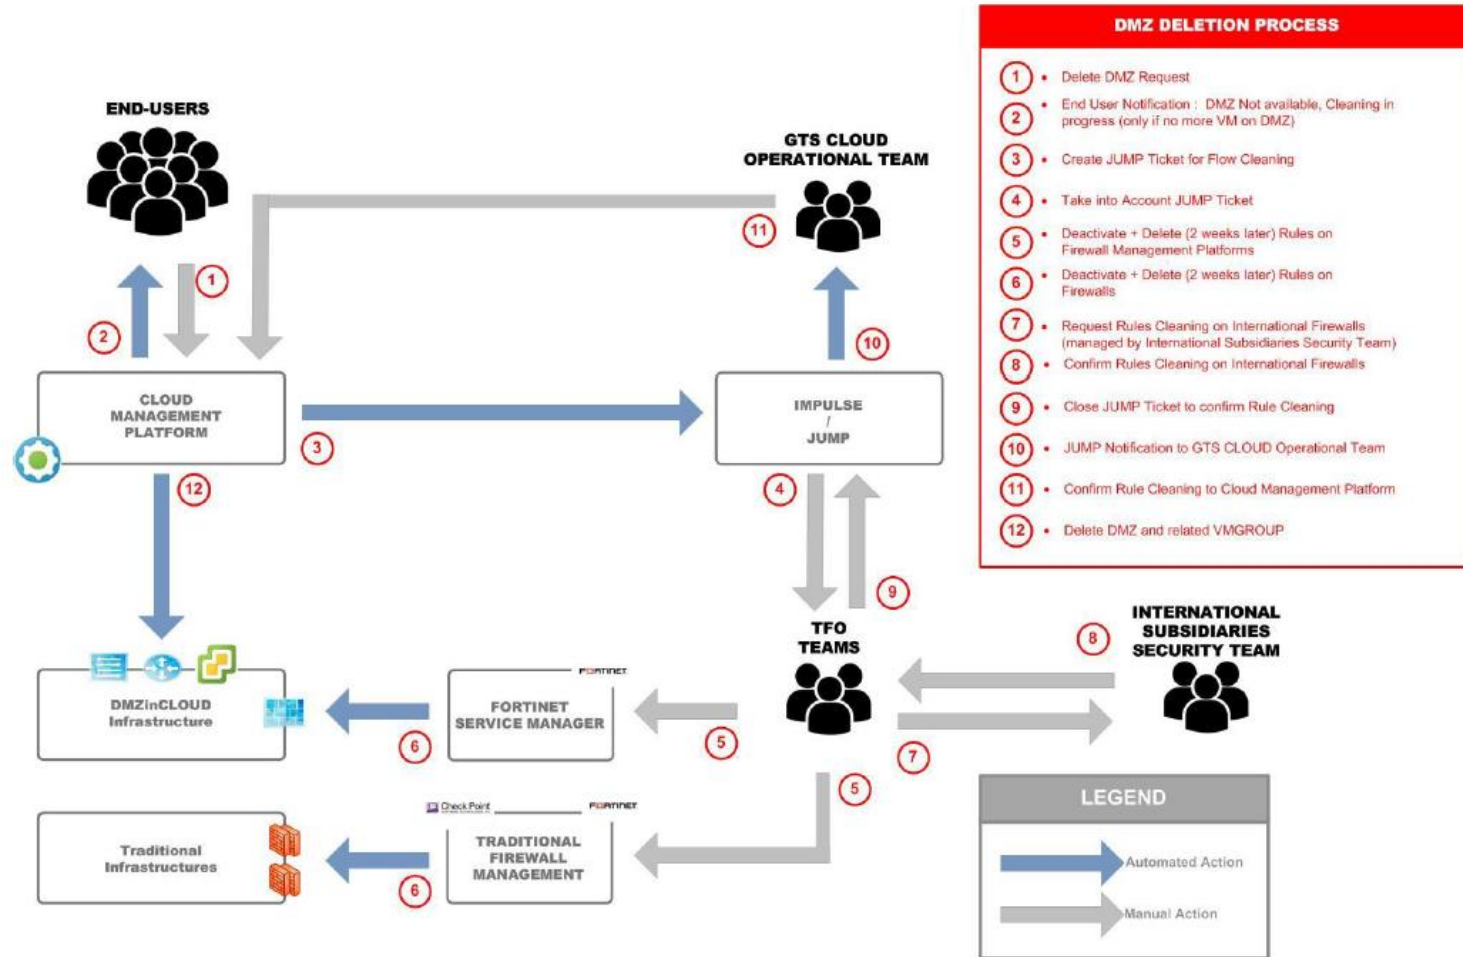 DMZ DELETION PROCESS
1 • Delete DMZ Request
2 • End User Notification : DMZ Not available, Cleaning in
progress (only if no more VM on DMZ)
3 • Create JUMP Ticket for Flow Cleaning
4 • Take into Account JUMP Ticket
5 • Deactivate + Delete (2 weeks later) Rules on
Firewall Management Platforms
6 • Deactivate + Delete (2 weeks later) Rules on
Firewalls
7 • Request Rules Cleaning on International Firewalls
(managed by International Subsidiaries Security Team)
8 • Confirm Rules Cleaning on International Firewalls
9 • Close JUMP Ticket to confirm Rule Cleaning
10 • JUMP Notification to GTS CLOUD Operational Team
11 • Confirm Rule Cleaning to Cloud Management Platform
12 • Delete DMZ and related VMGROUP
END-USERS
GTS CLOUD
OPERATIONAL TEAM
11
1
2
10
CLOUD
MANAGEMENT
PLATFORM
IMPULSE
/
JUMP
3
12
4
9
TFO
TEAMS
8
INTERNATIONAL
SUBSIDIARIES
SECURITY TEAM
DMZinCLOUD
Infrastructure
6
FORTINET
FORTINET
SERVICE MANAGER
5
7
5
Traditional
Infrastructures
6
Check Point
FORTINET
TRADITIONAL
FIREWALL
MANAGEMENT
LEGEND
Automated Action
Manual Action